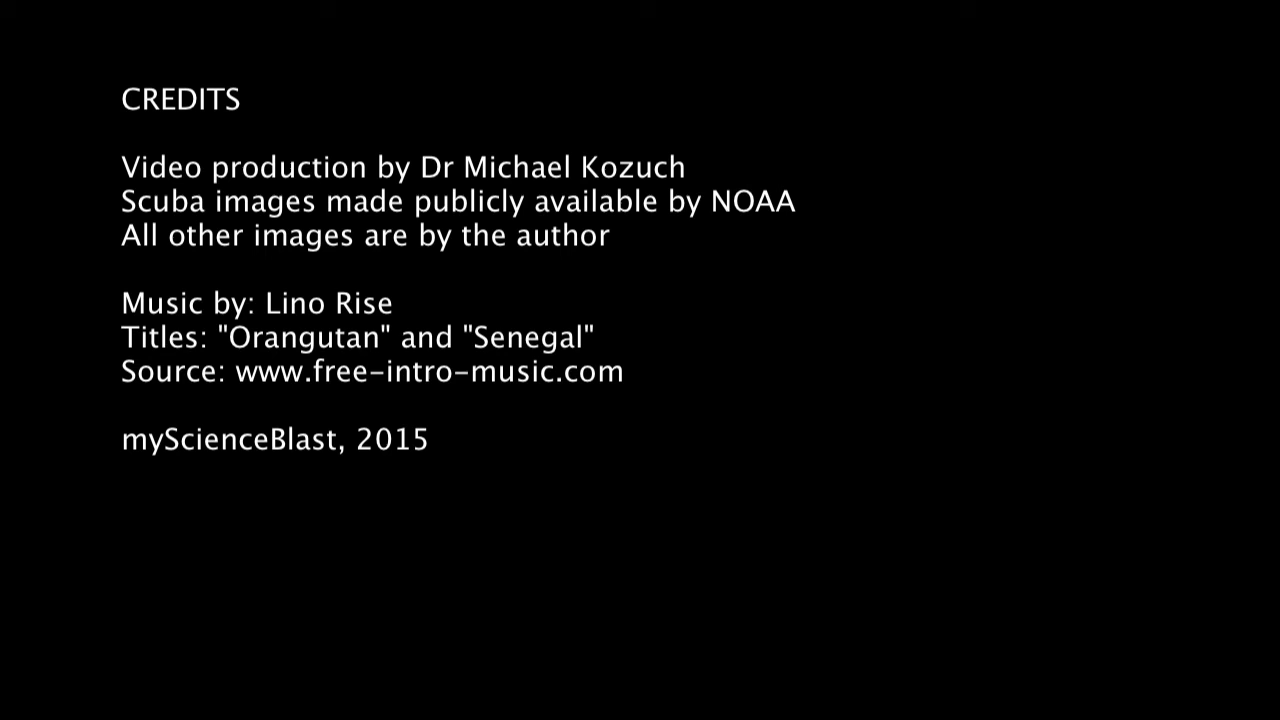 CREDITS
Video production by Dr Michael Kozuch
Scuba images made publicly available by NOAA
All other images are by the author
Music by: Lino Rise
Titles: "Orangutan" and "Senegal"
Source: www.free-intro-music.com
myScienceBlast, 2015